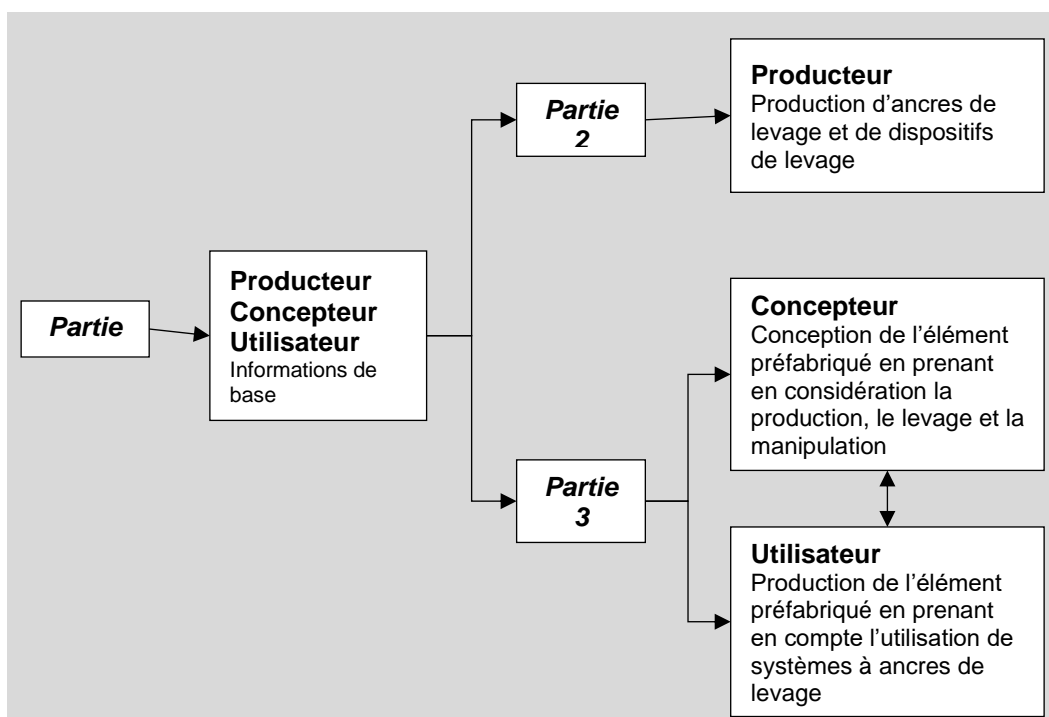 Partie
Producteur
Concepteur
Utilisateur
Informations de
base
Partie
2
Producteur
Production d’ancres de
levage et de dispositifs
de levage
Partie
3
Concepteur
Conception de l’élément
préfabriqué en prenant
en considération la
production, le levage et la
manipulation
Utilisateur
Production de l’élément
préfabriqué en prenant
en compte l’utilisation de
systèmes à ancres de
levage